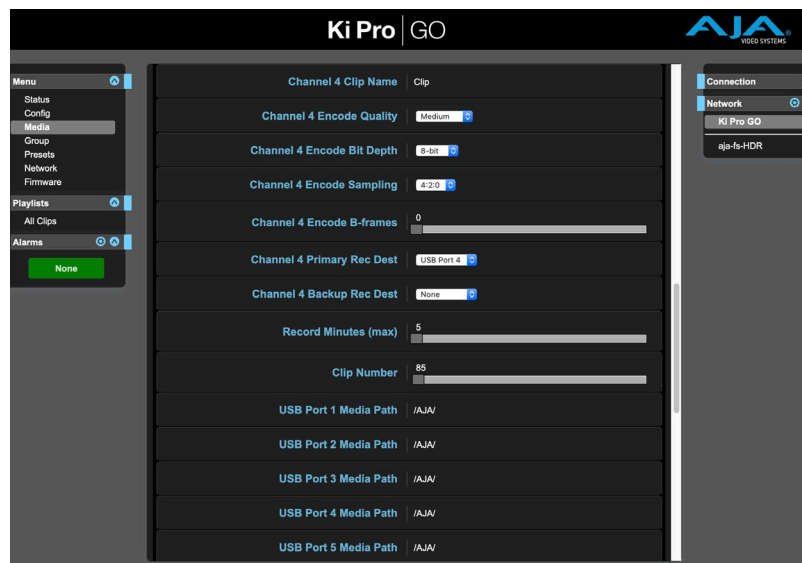 Ki Pro GO
AJA
VIDEO SYSTEMS
Menu
Status
Config
Media
Group
Presets
Network
Firmware
Playlists
All Clips
Alarms
None
Channel 4 Clip Name Clip
Channel 4 Encode Quality Medium
Channel 4 Encode Bit Depth 8-bit
Channel 4 Encode Sampling 4:2:0
Channel 4 Encode B-frames 0
Channel 4 Primary Rec Dest USB Port 4
Channel 4 Backup Rec Dest None
Record Minutes (max) 5
Clip Number 85
USB Port 1 Media Path /AJA/
USB Port 2 Media Path /AJA/
USB Port 3 Media Path /AJA/
USB Port 4 Media Path /AJA/
USB Port 5 Media Path /AJA/
Connection
Network
Ki Pro GO
aja-fs-HDR